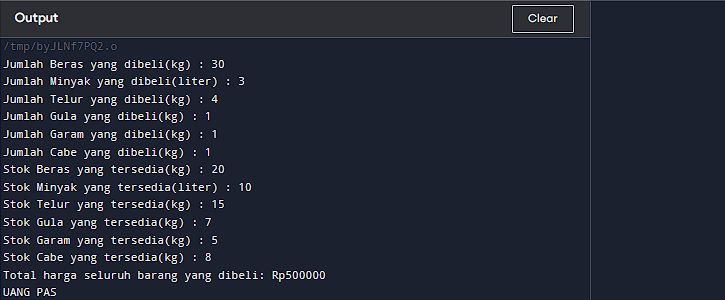 Output
Clear
/tmp/byJLNf7PQ2.o
Jumlah Beras yang dibeli(kg) : 30
Jumlah Minyak yang dibeli(liter) : 3
Jumlah Telur yang dibeli(kg) : 4
Jumlah Gula yang dibeli(kg) : 1
Jumlah Garam yang dibeli(kg) : 1
Jumlah Cabe yang dibeli(kg) : 1
Stok Beras yang tersedia(kg) : 20
Stok Minyak yang tersedia(liter) : 10
Stok Telur yang tersedia(kg) : 15
Stok Gula yang tersedia(kg) : 7
Stok Garam yang tersedia(kg) : 5
Stok Cabe yang tersedia(kg) : 8
Total harga seluruh barang yang dibeli: Rp500000
UANG PAS